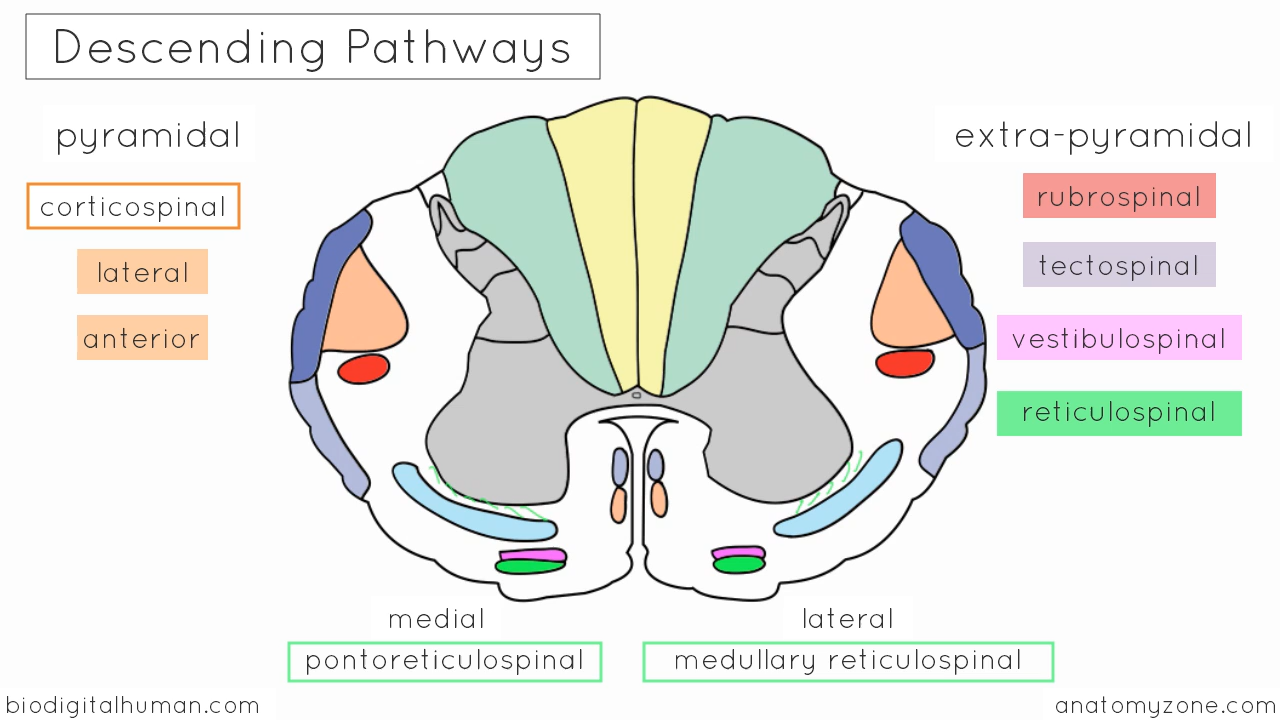 Descending Pathways
pyramidal
corticospinal
lateral
anterior
extra-pyramidal
rubrospinal
tectospinal
vestibulospinal
reticulospinal
medial
pontoreticulospinal
lateral
medullary reticulospinal
biodigitalhuman.com
anatomyzone.com